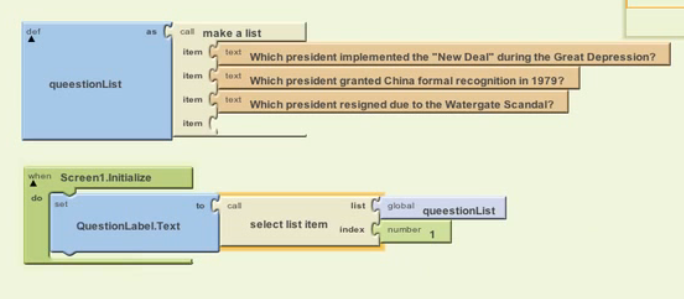 def as call make a list
item text Which president implemented the "New Deal" during the Great Depression?
item text Which president granted China formal recognition in 1979?
queestionList
item text Which president resigned due to the Watergate Scandal?
item
when Screen1.Initialize
do set to call list global queestionList
QuestionLabel.Text select list item index number 1